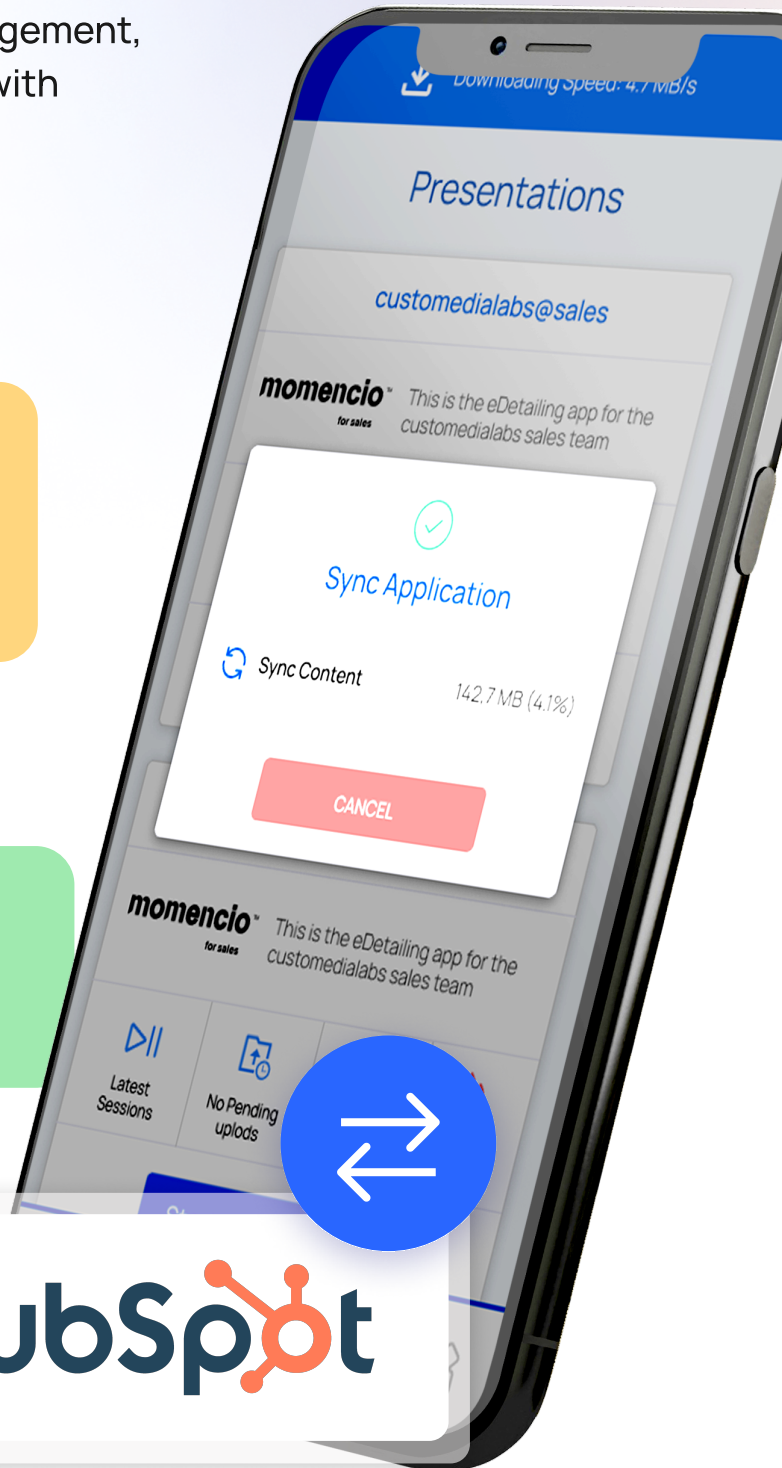 gement,
with
Downloading Speed: 4.7 MB/s
Presentations
customedialabs@sales
momencio™
for sales
This is the eDetailing app for the
customedialabs sales team
Sync Application
Sync Content
142.7 MB (4.1%)
CANCEL
momencio™
for sales
This is the eDetailing app for the
customedialabs sales team
Latest
Sessions
No Pending
uplods
ubSpot